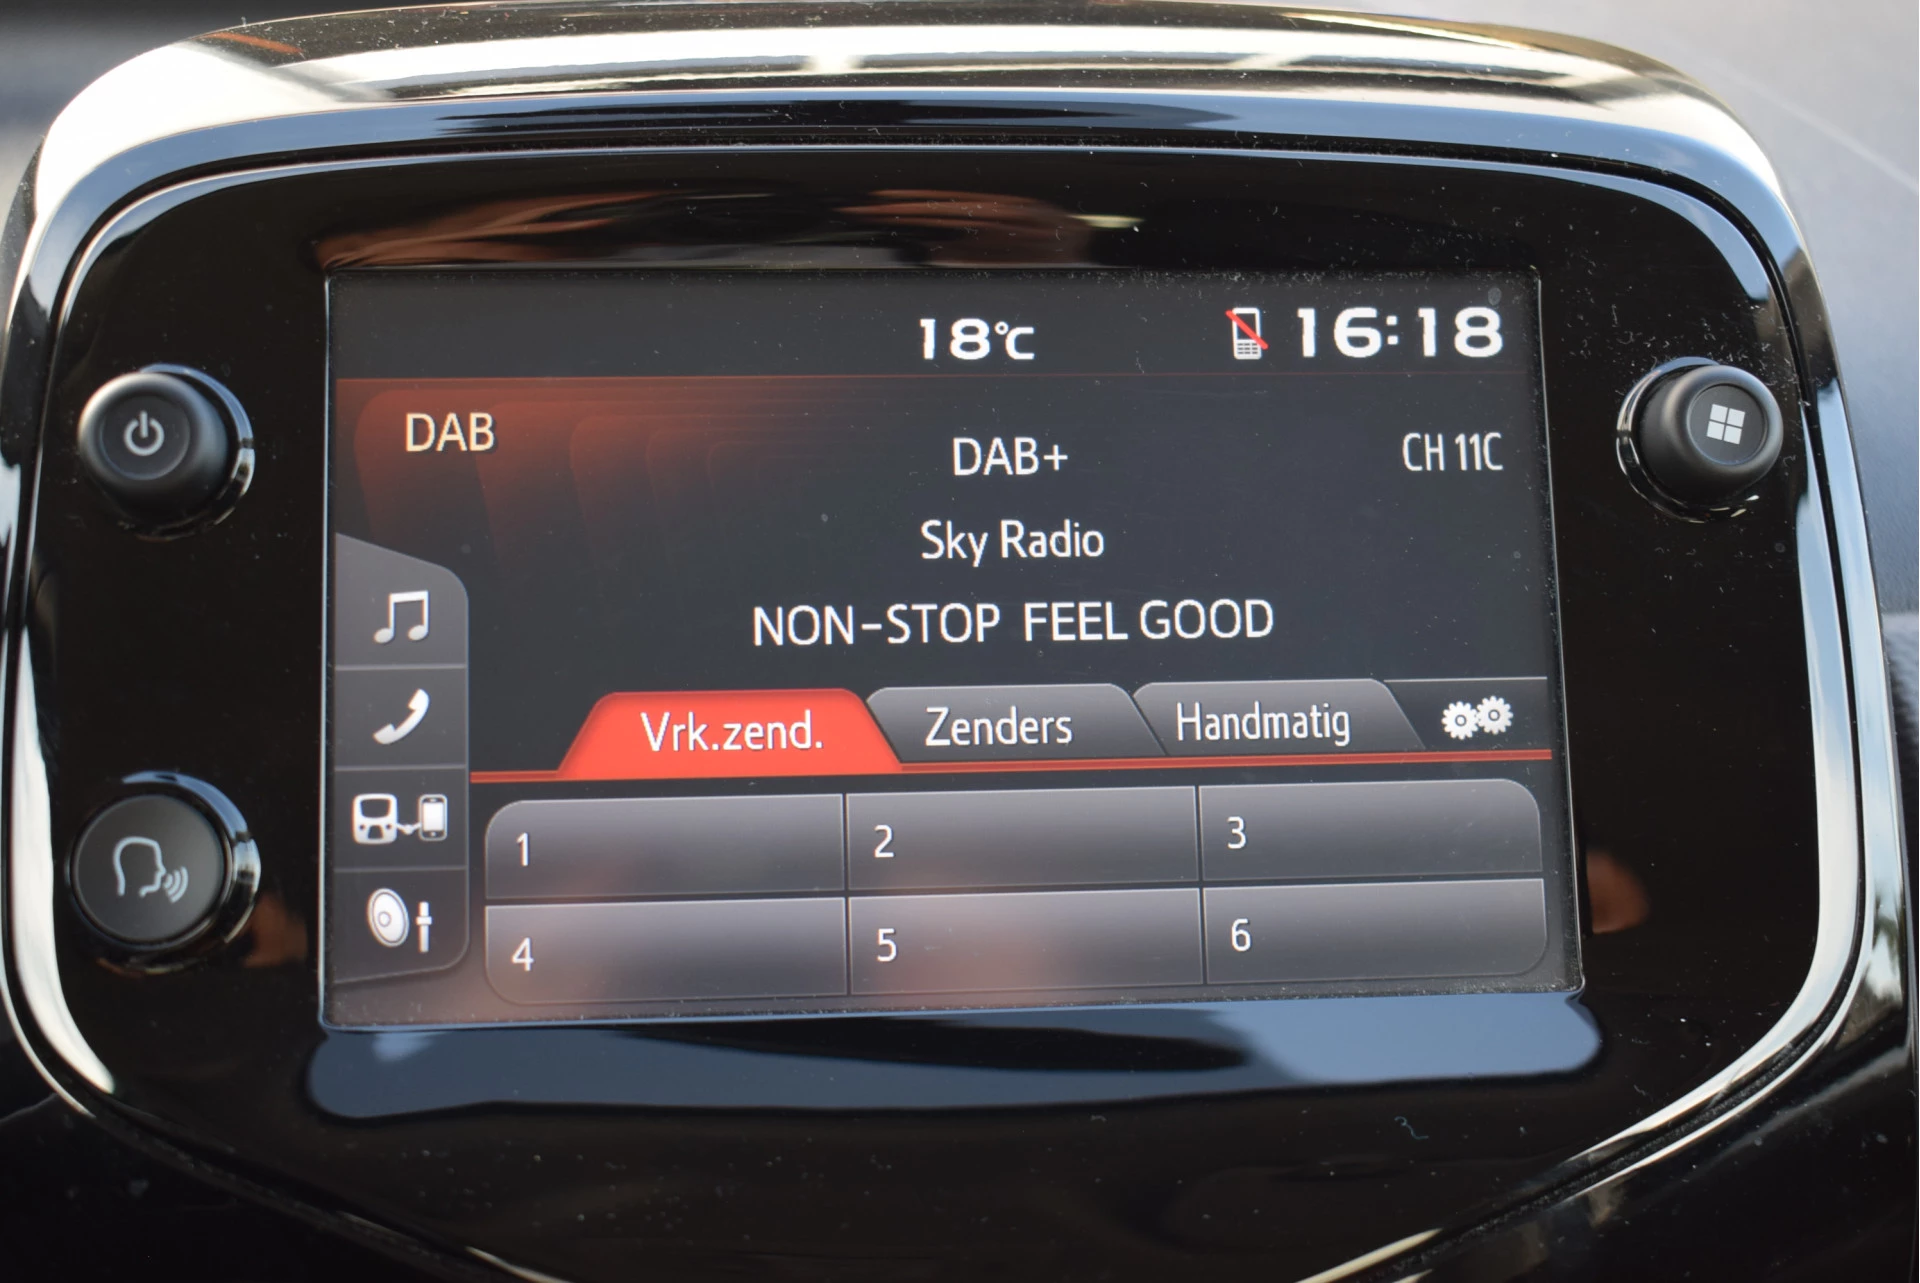 18°C 16:18
DAB
DAB+ CH 11C
Sky Radio
NON-STOP FEEL GOOD
Vrk.zend. Zenders Handmatig
1 2 3
4 5 6